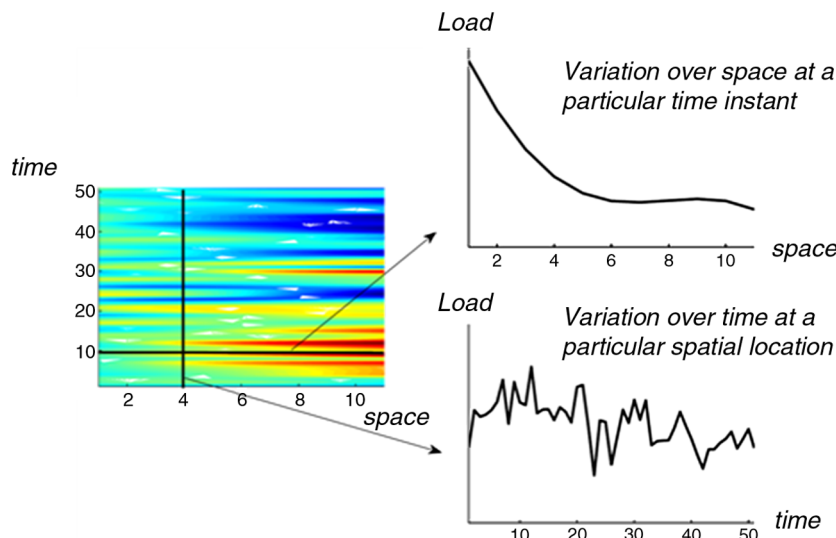 Load
Variation over space at a
particular time instant
2 4 6 8 10
space
time
50
40
30
20
10
2 4 6 8 10
space
Load
Variation over time at a
particular spatial location
10 20 30 40 50
time